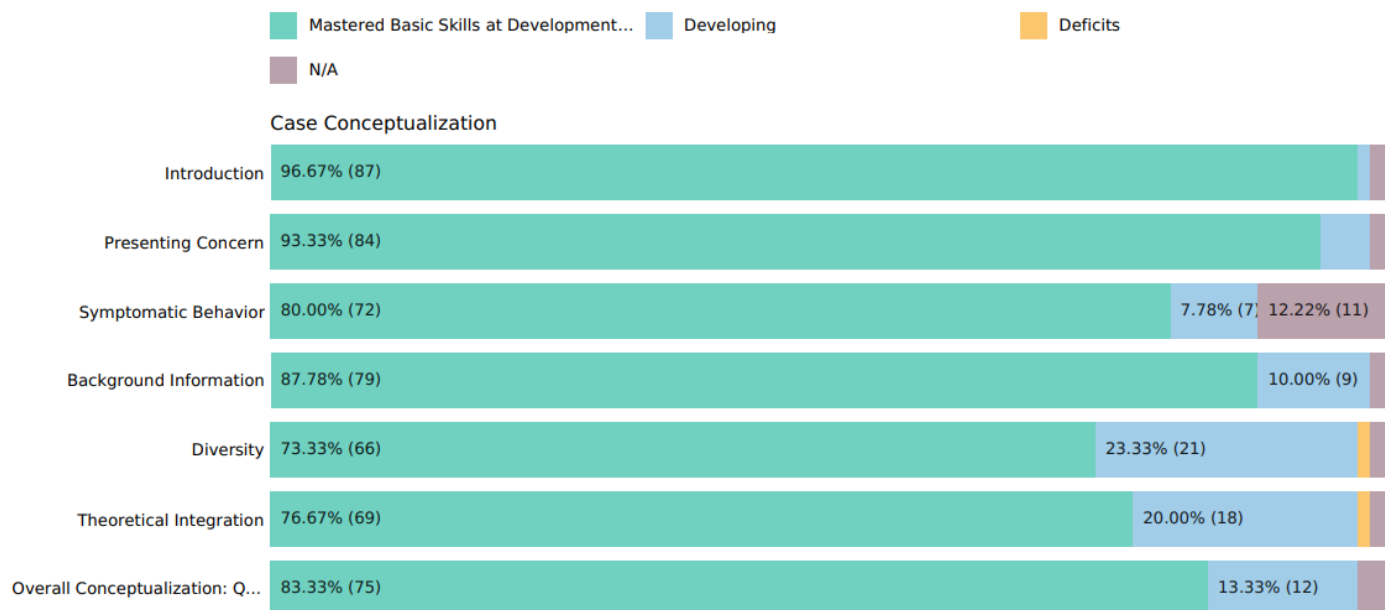 Mastered Basic Skills at Development... Developing Deficits
N/A
Case Conceptualization
Introduction 96.67% (87)
Presenting Concern 93.33% (84)
Symptomatic Behavior 80.00% (72) 7.78% (7) 12.22% (11)
Background Information 87.78% (79) 10.00% (9)
Diversity 73.33% (66) 23.33% (21)
Theoretical Integration 76.67% (69) 20.00% (18)
Overall Conceptualization: Q... 83.33% (75) 13.33% (12)